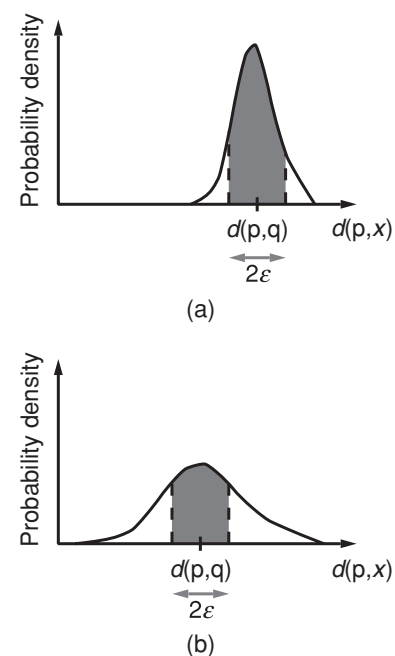 Probability density
d(p,q)
d(p,x)
2ε
(a)
Probability density
d(p,q)
d(p,x)
2ε
(b)